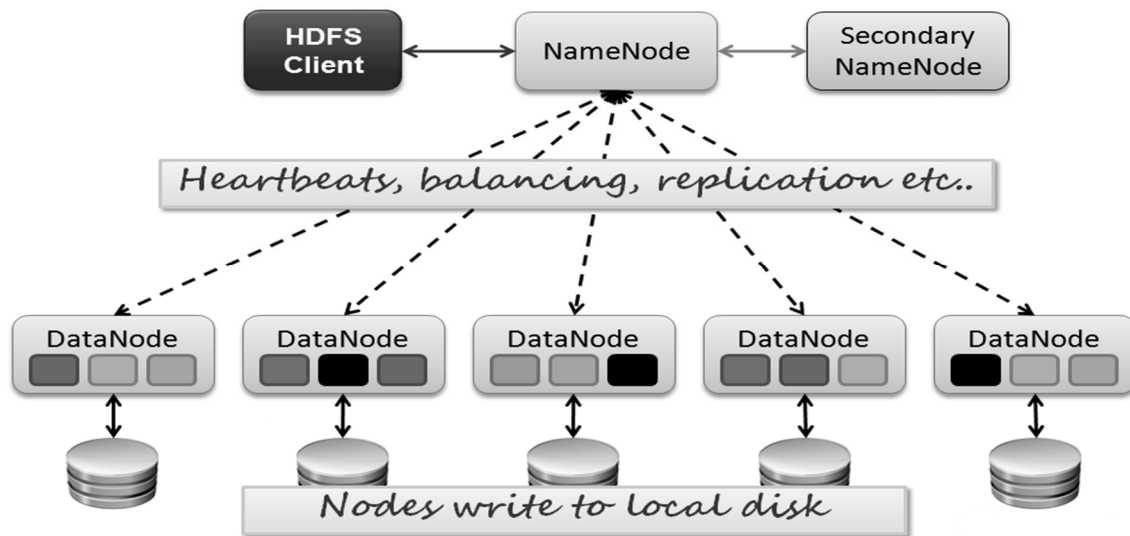 HDFS
Client
NameNode
Secondary
NameNode
Heartbeats, balancing, replication etc..
DataNode
DataNode
DataNode
DataNode
DataNode
Nodes write to local disk